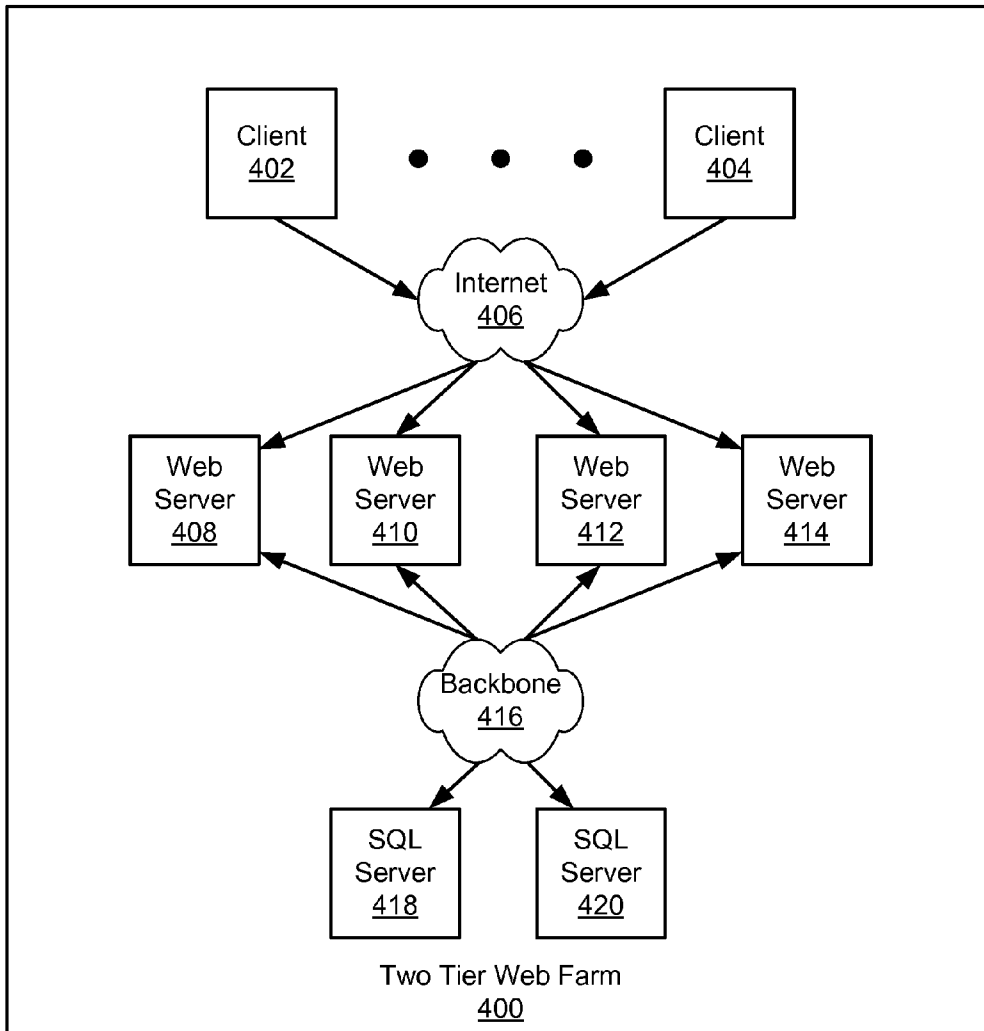 Client
402
Client
404
Internet
406
Web
Server
408
Web
Server
410
Web
Server
412
Web
Server
414
Backbone
416
SQL
Server
418
SQL
Server
420
Two Tier Web Farm
400